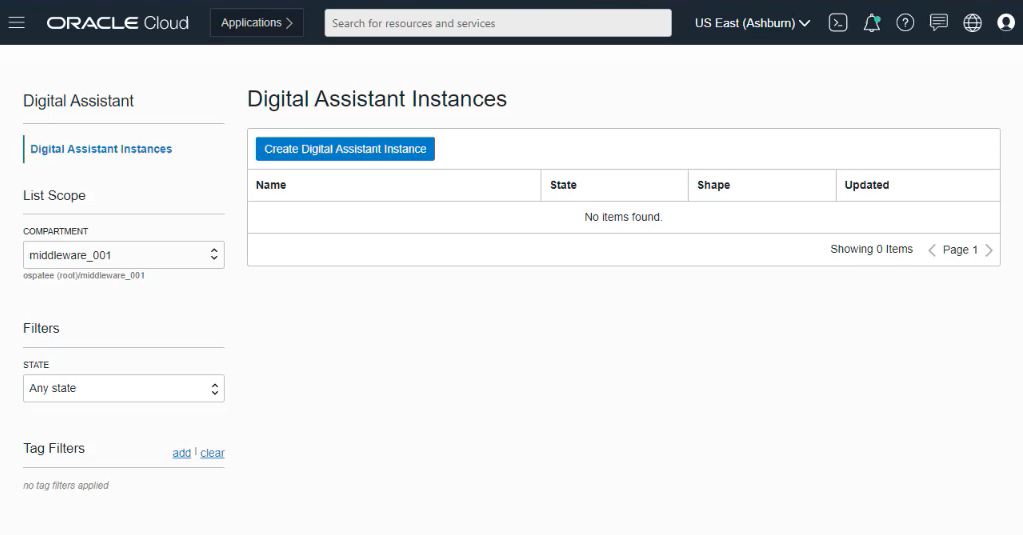 ORACLE Cloud
Applications
Search for resources and services
US East (Ashburn)
Digital Assistant
Digital Assistant Instances
List Scope
COMPARTMENT
middleware_001
ospatee (root)/middleware_001
Filters
STATE
Any state
Tag Filters add | clear
no tag filters applied
Digital Assistant Instances
Create Digital Assistant Instance
Name State Shape Updated
No items found.
Showing 0 Items Page 1